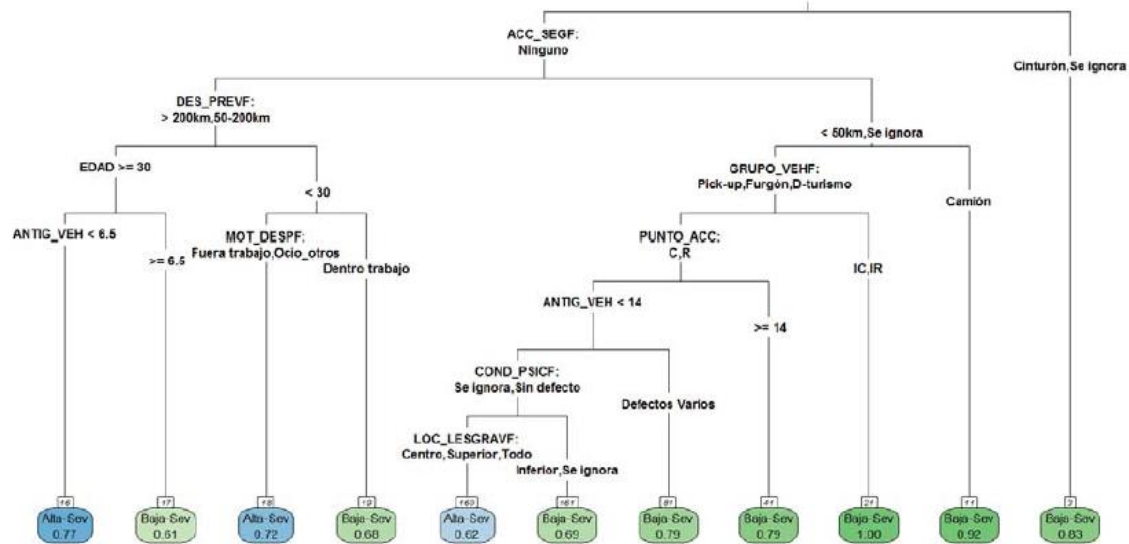 ACC_SEGF:
Ninguno
Cinturón,Se ignora
DES_PREVF:
> 200km,50-200km
< 50km,Se ignora
EDAD >= 30
< 30
GRUPO_VEHF:
Pick-up,Furgón,D-turismo
Camión
ANTIG_VEH < 6.5
>= 6.5
MOT_DESPF:
Fuera trabajo,Ocio_otros
Dentro trabajo
PUNTO_ACC:
C,R
IC,IR
ANTIG_VEH < 14
>= 14
COND_PSICF:
Se ignora,Sin defecto
Defectos Varios
LOC_LESGRAVF:
Centro,Superior,Todo
Inferior,Se ignora
16 17 18 19 160 161 81 41 21 11 3
Alta-Sev Baja-Sev Alta-Sev Baja-Sev Alta-Sev Baja-Sev Baja-Sev Baja-Sev Baja-Sev Baja-Sev Baja-Sev
0.77 0.61 0.72 0.68 0.62 0.69 0.79 0.79 1.00 0.92 0.83